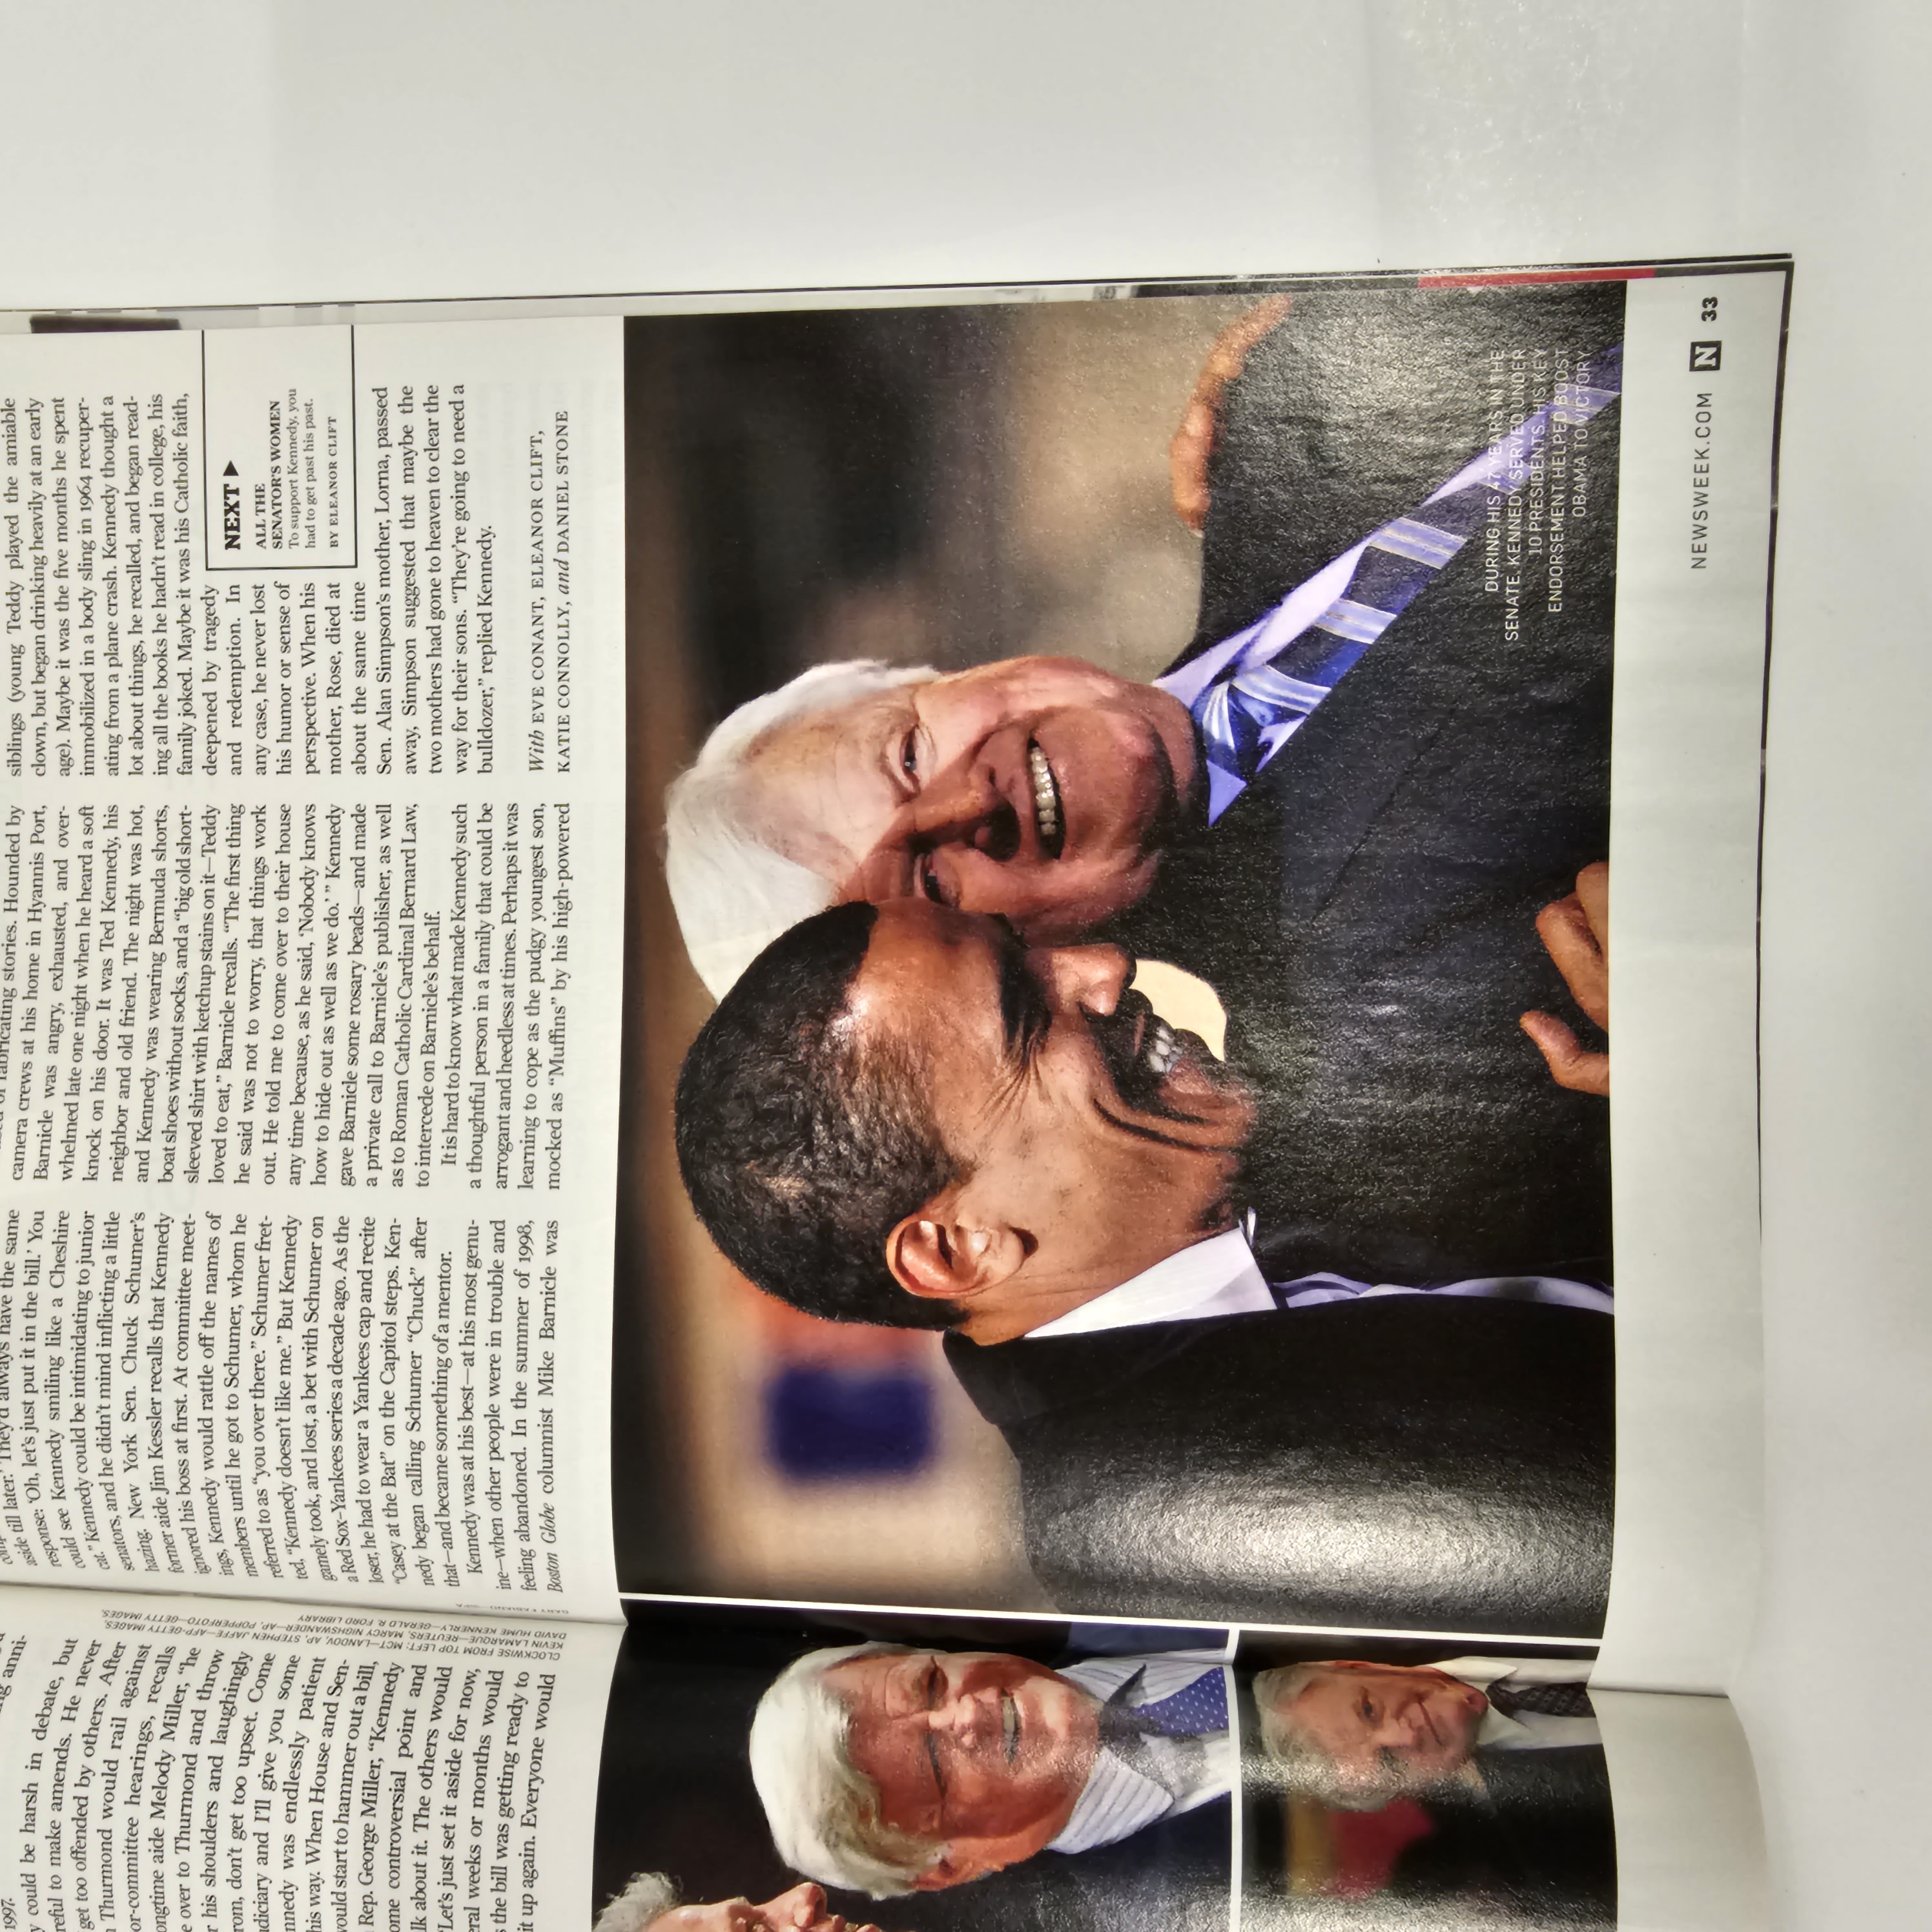 1997.
anni-
could be harsh in debate, but
reful to make amends. He never
get too offended by others. After
Thurmond would rail against
or-committee hearings, recalls
ongtime aide Melody Miller, “he
e over to Thurmond and throw
r his shoulders and laughingly
rom, don’t get too upset. Come
udiciary and I’ll give you some
nnedy was endlessly patient
his way. When House and Sen-
would start to hammer out a bill,
Rep. George Miller, “Kennedy
ome controversial point and
lk about it. The others would
‘Let’s just set it aside for now,
eral weeks or months would
s the bill was getting ready to
it up again. Everyone would
CLOCKWISE FROM TOP LEFT: MCT—LANDOV, AP, STEPHEN JAFFE—AFP-GETTY IMAGES,
KEVIN LAMARQUE—REUTERS, MARCY NIGHSWANDER—AP, POPPERFOTO—GETTY IMAGES,
DAVID HUME KENNERLY—GERALD R. FORD LIBRARY
aside till later.’ They’d always have the same
response: ‘Oh, let’s just put it in the bill.’ You
could see Kennedy smiling like a Cheshire
cat.” Kennedy could be intimidating to junior
senators, and he didn’t mind inflicting a little
hazing. New York Sen. Chuck Schumer’s
former aide Jim Kessler recalls that Kennedy
ignored his boss at first. At committee meet-
ings, Kennedy would rattle off the names of
members until he got to Schumer, whom he
referred to as “you over there.” Schumer fret-
ted, “Kennedy doesn’t like me.” But Kennedy
gamely took, and lost, a bet with Schumer on
a Red Sox–Yankees series a decade ago. As the
loser, he had to wear a Yankees cap and recite
“Casey at the Bat” on the Capitol steps. Ken-
nedy began calling Schumer “Chuck” after
that—and became something of a mentor.
Kennedy was at his best—at his most genu-
ine—when other people were in trouble and
feeling abandoned. In the summer of 1998,
Boston Globe columnist Mike Barnicle was
of fabricating stories. Hounded by
camera crews at his home in Hyannis Port,
Barnicle was angry, exhausted, and over-
whelmed late one night when he heard a soft
knock on his door. It was Ted Kennedy, his
neighbor and old friend. The night was hot,
and Kennedy was wearing Bermuda shorts,
boat shoes without socks, and a “big old short-
sleeved shirt with ketchup stains on it—Teddy
loved to eat,” Barnicle recalls. “The first thing
he said was not to worry, that things work
out. He told me to come over to their house
any time because, as he said, ‘Nobody knows
how to hide out as well as we do.’ ” Kennedy
gave Barnicle some rosary beads—and made
a private call to Barnicle’s publisher, as well
as to Roman Catholic Cardinal Bernard Law,
to intercede on Barnicle’s behalf.
It is hard to know what made Kennedy such
a thoughtful person in a family that could be
arrogant and heedless at times. Perhaps it was
learning to cope as the pudgy youngest son,
mocked as “Muffins” by his high-powered
siblings (young Teddy played the amiable
clown, but began drinking heavily at an early
age). Maybe it was the five months he spent
immobilized in a body sling in 1964 recuper-
ating from a plane crash. Kennedy thought a
lot about things, he recalled, and began read-
ing all the books he hadn’t read in college, his
family joked. Maybe it was his Catholic faith,
deepened by tragedy
and redemption. In
any case, he never lost
his humor or sense of
perspective. When his
mother, Rose, died at
about the same time
Sen. Alan Simpson’s mother, Lorna, passed
away, Simpson suggested that maybe the
two mothers had gone to heaven to clear the
way for their sons. “They’re going to need a
bulldozer,” replied Kennedy.
With EVE CONANT, ELEANOR CLIFT,
KATIE CONNOLLY, and DANIEL STONE
NEXT ▶
ALL THE
SENATOR’S WOMEN
To support Kennedy, you
had to get past his past.
BY ELEANOR CLIFT
DURING HIS 47 YEARS IN THE
SENATE, KENNEDY SERVED UNDER
10 PRESIDENTS. HIS KEY
ENDORSEMENT HELPED BOOST
OBAMA TO VICTORY
NEWSWEEK.COM N 33